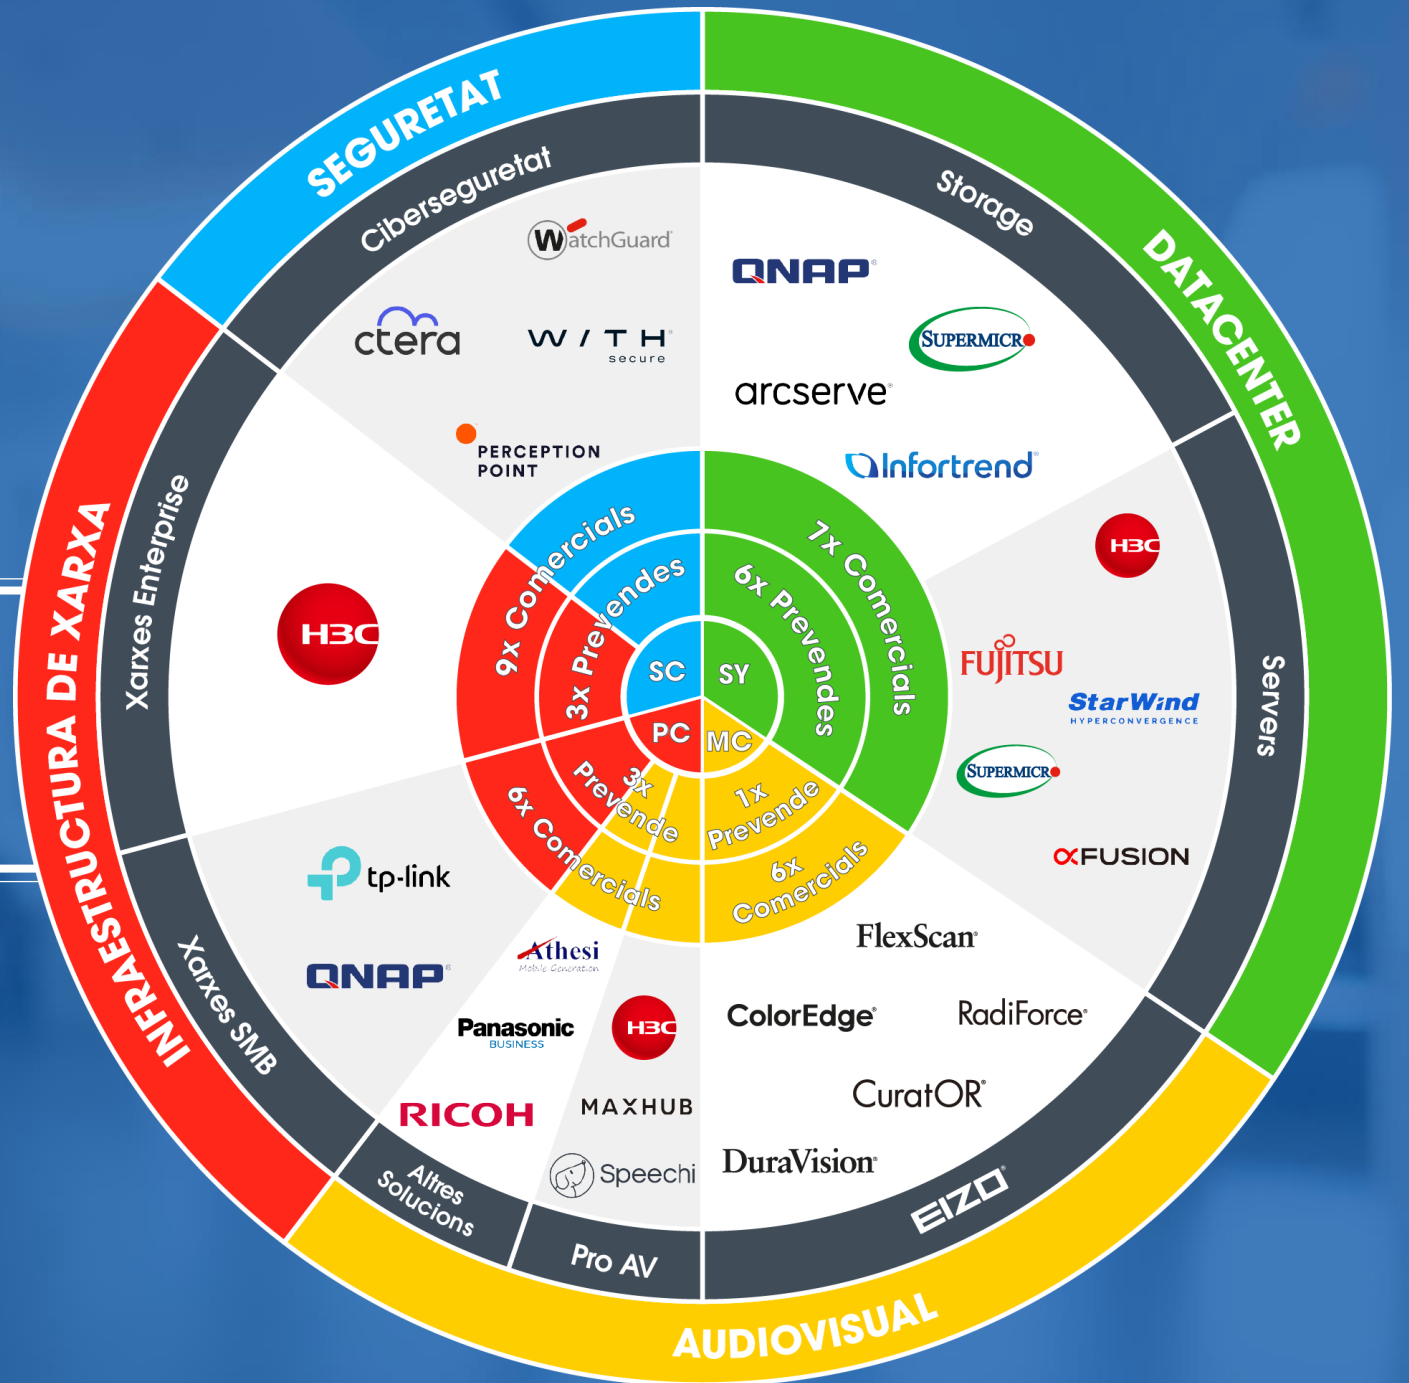 SEGURETAT
Ciberseguretat
WatchGuard
ctera
W/TH
secure
PERCEPTION
POINT
DATACENTER
Storage
QNAP
SUPERMICRO
arcserve
Infortrend
Servers
H3C
FUJITSU
StarWind
HYPERCONVERGENCE
SUPERMICRO
XFUSION
INFRAESTRUCTURA DE XARXA
Xarxes Enterprise
H3C
Xarxes SMB
tp-link
QNAP
9x Comercials
3x Prevendes
SC
SY
PC
MC
7x Comercials
6x Prevendes
3x
Prevende
6x Comercials
1x
Prevende
6x
Comercials
AUDIOVISUAL
Altres
Solucions
Athesi
Mobile Generation
Panasonic
BUSINESS
RICOH
Pro AV
H3C
MAXHUB
Speechi
EIZO
FlexScan
ColorEdge
RadiForce
CuratOR
DuraVision